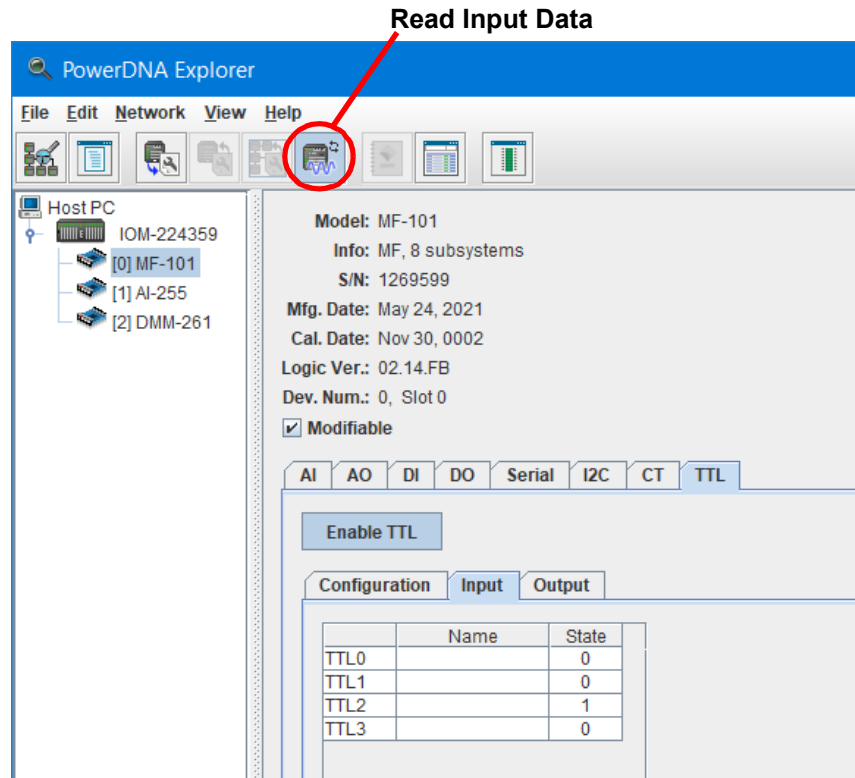 Read Input Data
PowerDNA Explorer
File Edit Network View Help
Host PC
IOM-224359
[0] MF-101
[1] AI-255
[2] DMM-261
Model: MF-101
Info: MF, 8 subsystems
S/N: 1269599
Mfg. Date: May 24, 2021
Cal. Date: Nov 30, 0002
Logic Ver.: 02.14.FB
Dev. Num.: 0, Slot 0
Modifiable
AI AO DI DO Serial I2C CT TTL
Enable TTL
Configuration Input Output
Name State
TTL0 0
TTL1 0
TTL2 1
TTL3 0